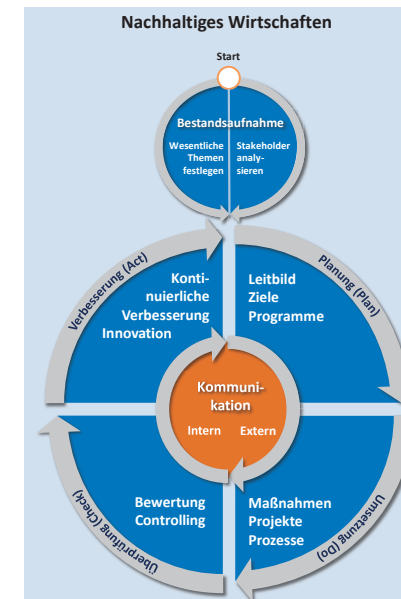 Nachhaltiges Wirtschaften
Start
Bestandsaufnahme
Wesentliche
Themen
festlegen
Stakeholder
analy-
sieren
Verbesserung (Act)
Planung (Plan)
Konti-
nuierliche
Verbesserung
Innovation
Leitbild
Ziele
Programme
Kommuni-
kation
Intern
Extern
Bewertung
Controlling
Maßnahmen
Projekte
Prozesse
Überprüfung (Check)
Umsetzung (Do)